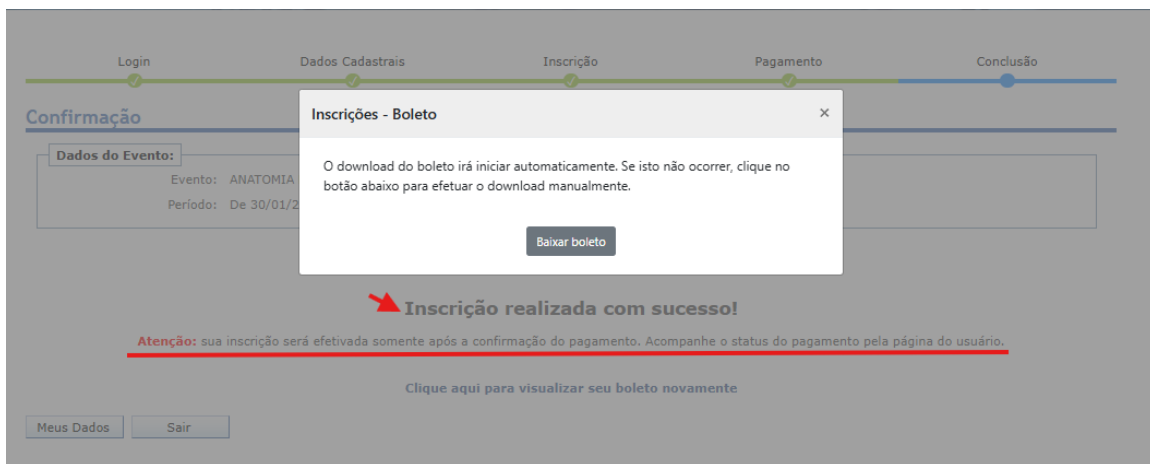 Login Dados Cadastrais Inscrição Pagamento Conclusão
Confirmação
Inscrições - Boleto ×
O download do boleto irá iniciar automaticamente. Se isto não ocorrer, clique no
botão abaixo para efetuar o download manualmente.
Baixar boleto
Dados do Evento:
Evento: ANATOMIA
Período: De 30/01/2
Inscrição realizada com sucesso!
Atenção: sua inscrição será efetivada somente após a confirmação do pagamento. Acompanhe o status do pagamento pela página do usuário.
Clique aqui para visualizar seu boleto novamente
Meus Dados Sair